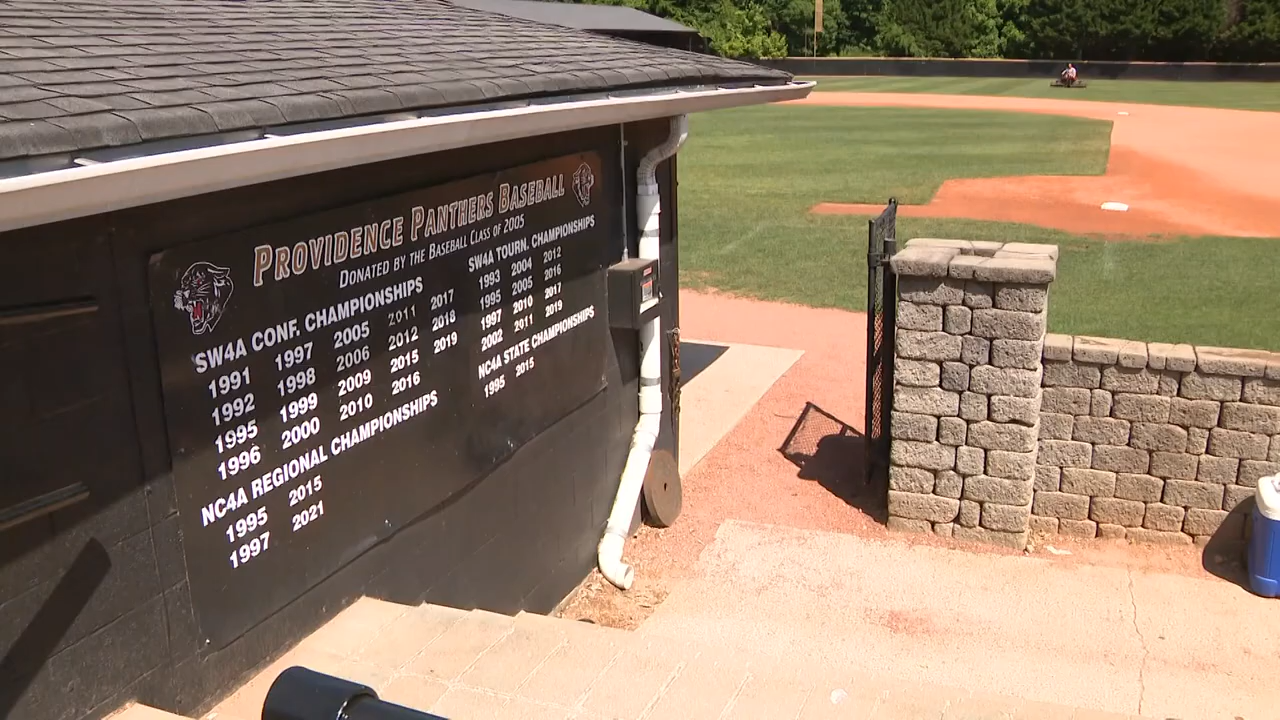 PROVIDENCE PANTHERS BASEBALL
DONATED BY THE BASEBALL CLASS OF 2005
SW4A CONF. CHAMPIONSHIPS
1991 1997 2005 2011 2017
1992 1998 2006 2012 2018
1995 1999 2009 2015 2019
1996 2000 2010 2016
NC4A REGIONAL CHAMPIONSHIPS
1995 2015
1997 2021
SW4A TOURN. CHAMPIONSHIPS
1993 2004 2012
1995 2005 2016
1997 2010 2017
2002 2011 2019
NC4A STATE CHAMPIONSHIPS
1995 2015